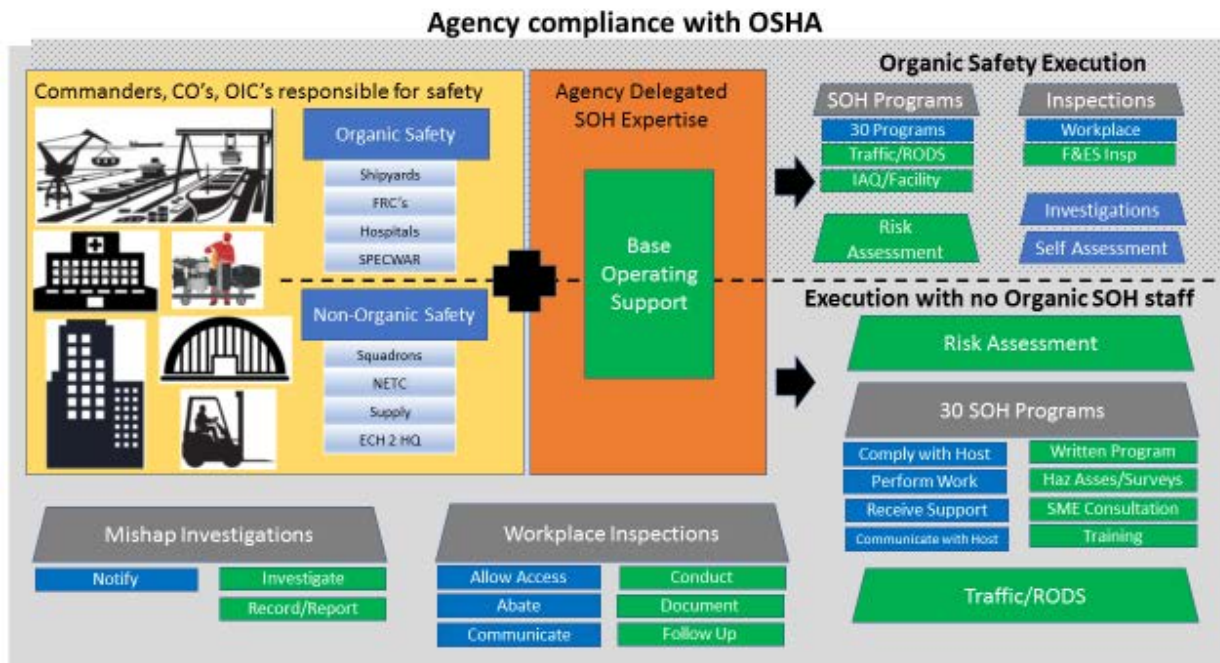 Agency compliance with OSHA
Commanders, CO's, OIC's responsible for safety
Organic Safety
Shipyards
FRC's
Hospitals
SPECWAR
Non-Organic Safety
Squadrons
NETC
Supply
ECH 2 HQ
Agency Delegated
SOH Expertise
Base
Operating
Support
Organic Safety Execution
SOH Programs
30 Programs
Traffic/RODS
IAQ/Facility
Risk
Assessment
Inspections
Workplace
F&ES Insp
Investigations
Self Assessment
Execution with no Organic SOH staff
Risk Assessment
30 SOH Programs
Comply with Host
Perform Work
Receive Support
Communicate with Host
Written Program
Haz Asses/Surveys
SME Consultation
Training
Traffic/RODS
Mishap Investigations
Notify
Investigate
Record/Report
Workplace Inspections
Allow Access
Abate
Communicate
Conduct
Document
Follow Up